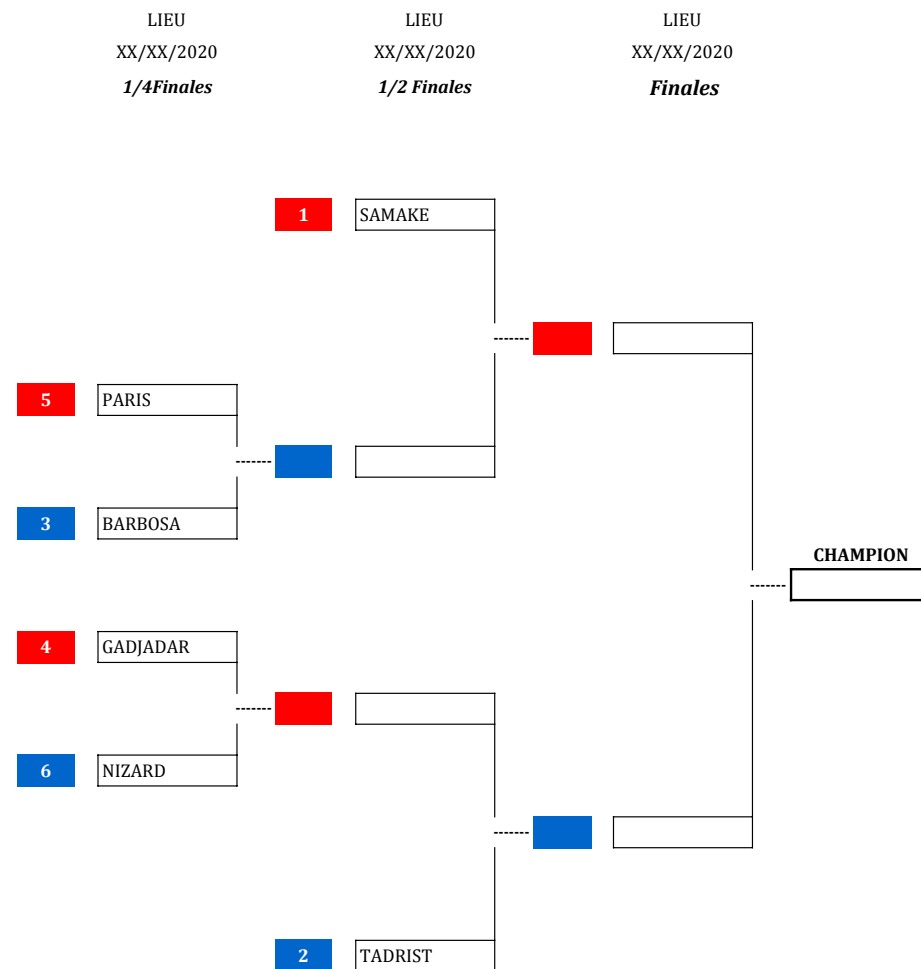 LIEU LIEU LIEU
XX/XX/2020 XX/XX/2020 XX/XX/2020
1/4Finales 1/2 Finales Finales
1 SAMAKE
5 PARIS
3 BARBOSA
CHAMPION
4 GADJADAR
6 NIZARD
2 TADRIST